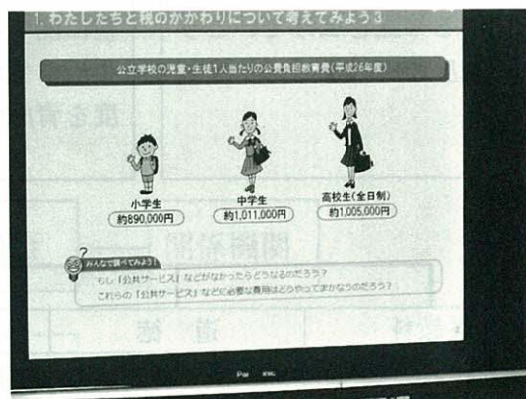 1. わたしたちと税のかかわりについて考えてみよう 3
公立学校の児童・生徒1人当たりの公費負担教育費(平成26年度)
小学生
約890,000円
中学生
約1,011,000円
高校生(全日制)
約1,005,000円
?
みんなで調べてみよう!
もし「公共サービス」などがなかったらどうなるのだろう?
これらの「公共サービス」などに必要な費用はどうやってまかなうのだろう?
道徳